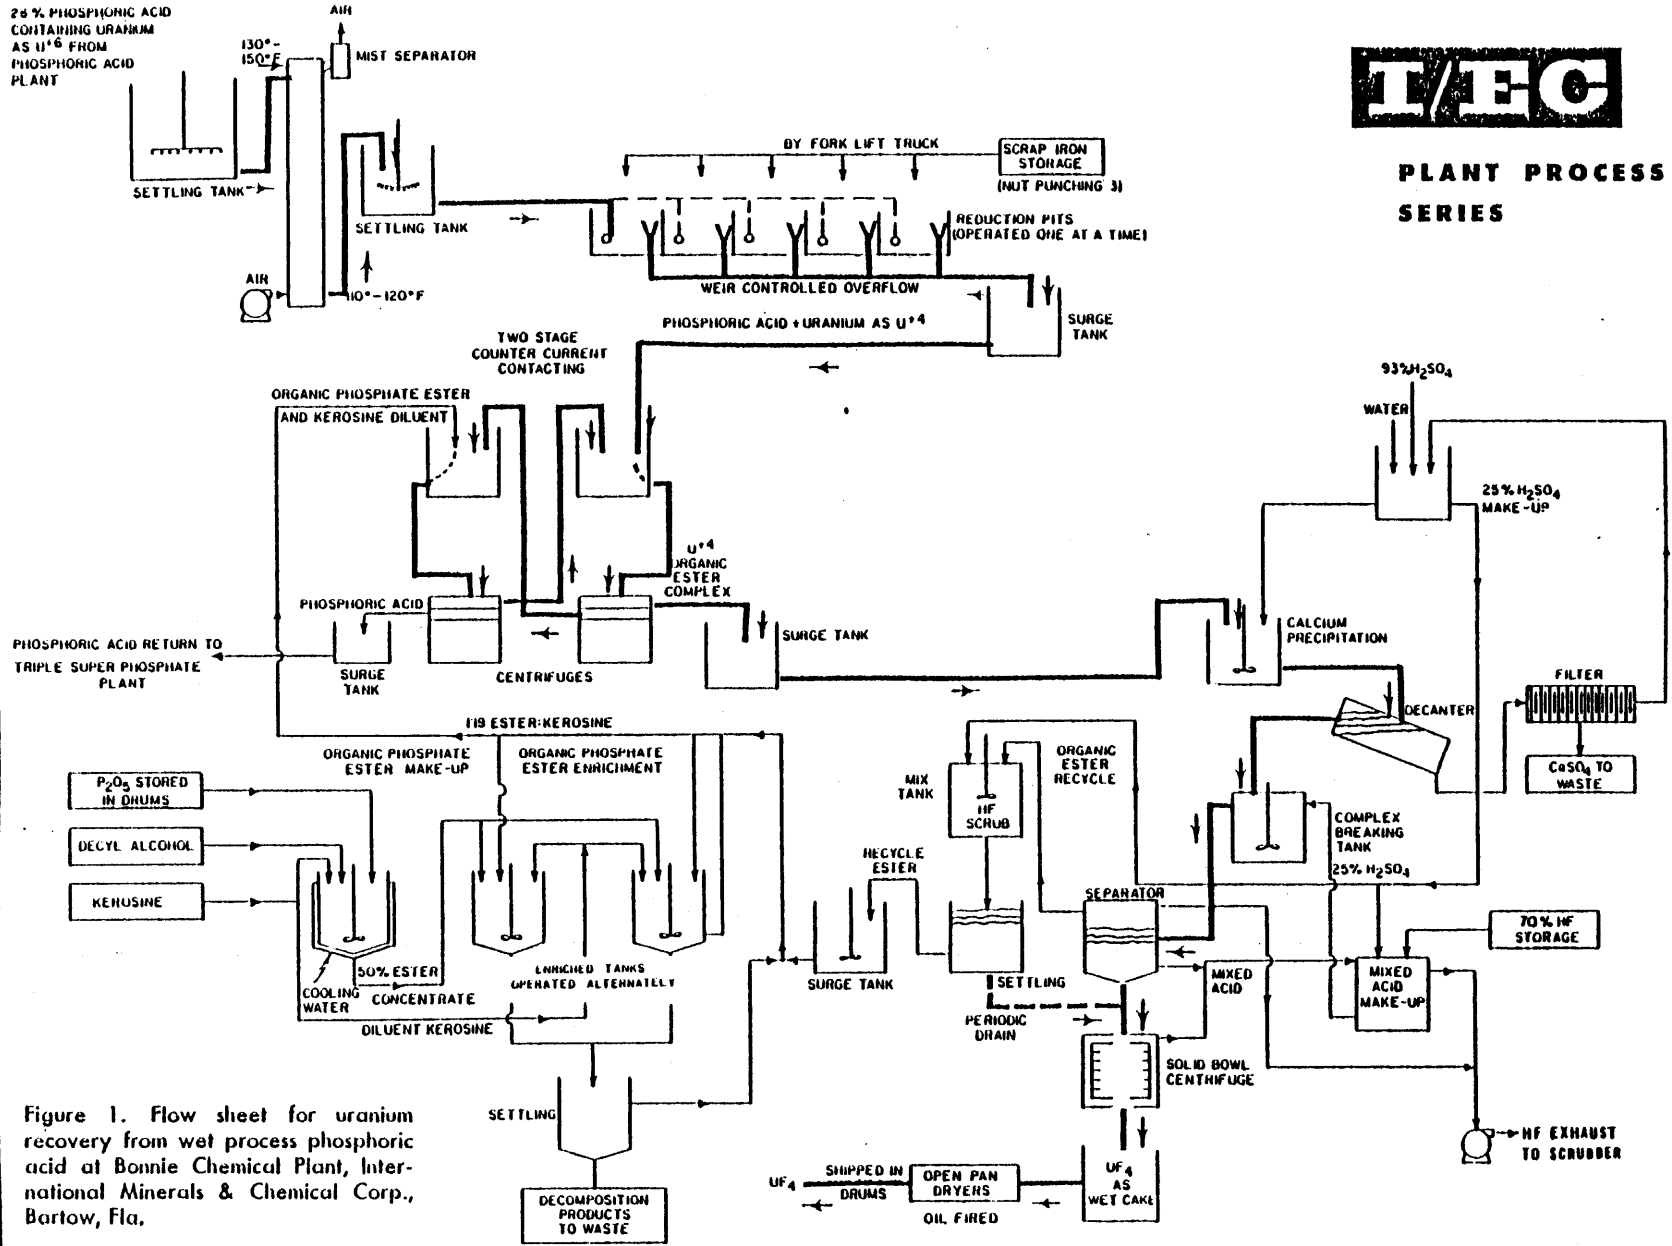 28% PHOSPHORIC ACID
CONTAINING URANIUM
AS U+6 FROM
PHOSPHORIC ACID
PLANT
130°-
150°F
AIR
MIST SEPARATOR
SETTLING TANK
SETTLING TANK
AIR
110°-120°F
BY FORK LIFT TRUCK
SCRAP IRON
STORAGE
(NUT PUNCHING'S)
REDUCTION PITS
(OPERATED ONE AT A TIME)
WEIR CONTROLLED OVERFLOW
SURGE
TANK
PHOSPHORIC ACID + URANIUM AS U+4
I/EC
PLANT PROCESS
SERIES
TWO STAGE
COUNTER CURRENT
CONTACTING
ORGANIC PHOSPHATE ESTER
AND KEROSINE DILUENT
93%H2SO4
WATER
25% H2SO4
MAKE-UP
U+4
ORGANIC
ESTER
COMPLEX
PHOSPHORIC ACID
PHOSPHORIC ACID RETURN TO
TRIPLE SUPER PHOSPHATE
PLANT
SURGE
TANK
CENTRIFUGES
SURGE TANK
CALCIUM
PRECIPITATION
DECANTER
FILTER
CaSO4 TO
WASTE
1:19 ESTER:KEROSINE
ORGANIC PHOSPHATE
ESTER MAKE-UP
ORGANIC PHOSPHATE
ESTER ENRICHMENT
P2O5 STORED
IN DRUMS
DECYL ALCOHOL
KEROSINE
MIX
TANK
HF
SCRUB
ORGANIC
ESTER
RECYCLE
COMPLEX
BREAKING
TANK
25% H2SO4
RECYCLE
ESTER
SEPARATOR
70% HF
STORAGE
50% ESTER
CONCENTRATE
COOLING
WATER
DILUENT KEROSINE
ENRICHED TANKS
OPERATED ALTERNATELY
SURGE TANK
SETTLING
PERIODIC
DRAIN
MIXED
ACID
MIXED
ACID
MAKE-UP
SOLID BOWL
CENTRIFUGE
SETTLING
DECOMPOSITION
PRODUCTS
TO WASTE
HF EXHAUST
TO SCRUBBER
UF4
AS
WET CAKE
OPEN PAN
DRYERS
OIL FIRED
SHIPPED IN
DRUMS
UF4
Figure 1. Flow sheet for uranium
recovery from wet process phosphoric
acid at Bonnie Chemical Plant, Inter-
national Minerals & Chemical Corp.,
Bartow, Fla.